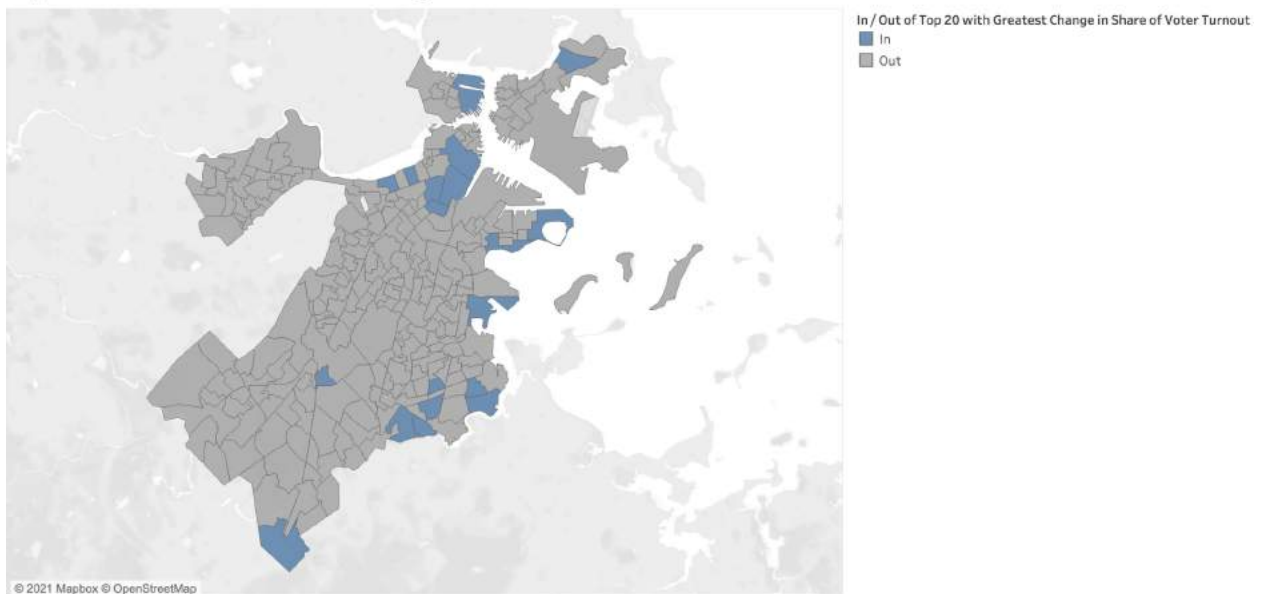 In / Out of Top 20 with Greatest Change in Share of Voter Turnout
In
Out
© 2021 Mapbox © OpenStreetMap